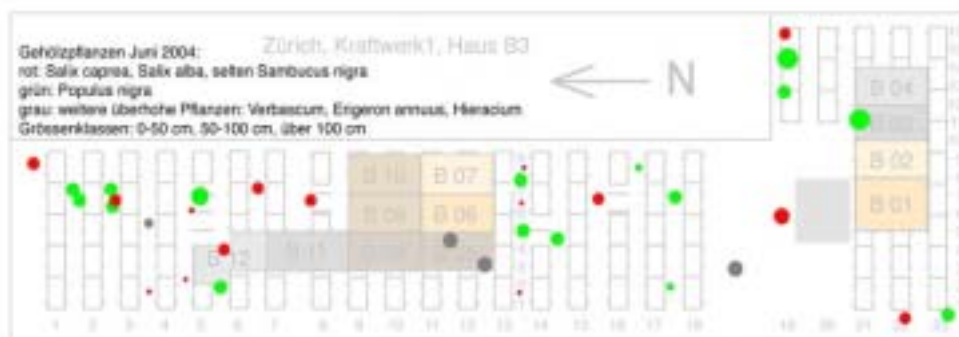 Zürich, Kraftwerk1, Haus B3
Gehölzpflanzen Juni 2004:
rot: Salix caprea, Salix alba, selten Sambucus nigra
grün: Populus nigra
grau: weitere überhohe Pflanzen: Verbascum, Erigeron annuus, Hieracium
Grössenklassen: 0-50 cm, 50-100 cm, über 100 cm
N
B 04
B 02
B 01
B 10 B 07
B 06
B 11
1 2 3 4 5 6 7 8 9 10 11 12 13 14 15 16 17 18 19 20 21 22 23